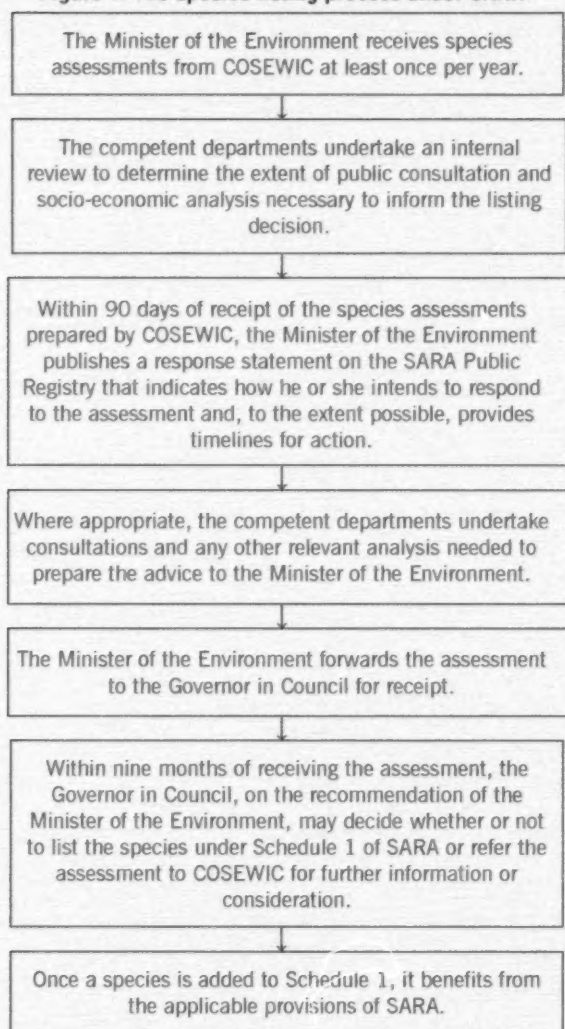 The Minister of the Environment receives species
assessments from COSEWIC at least once per year.
The competent departments undertake an internal
review to determine the extent of public consultation and
socio-economic analysis necessary to inform the listing
decision.
Within 90 days of receipt of the species assessments
prepared by COSEWIC, the Minister of the Environment
publishes a response statement on the SARA Public
Registry that indicates how he or she intends to respond
to the assessment and, to the extent possible, provides
timelines for action.
Where appropriate, the competent departments undertake
consultations and any other relevant analysis needed to
prepare the advice to the Minister of the Environment.
The Minister of the Environment forwards the assessment
to the Governor in Council for receipt.
Within nine months of receiving the assessment, the
Governor in Council, on the recommendation of the
Minister of the Environment, may decide whether or not
to list the species under Schedule 1 of SARA or refer the
assessment to COSEWIC for further information or
consideration.
Once a species is added to Schedule 1, it benefits from
the applicable provisions of SARA.